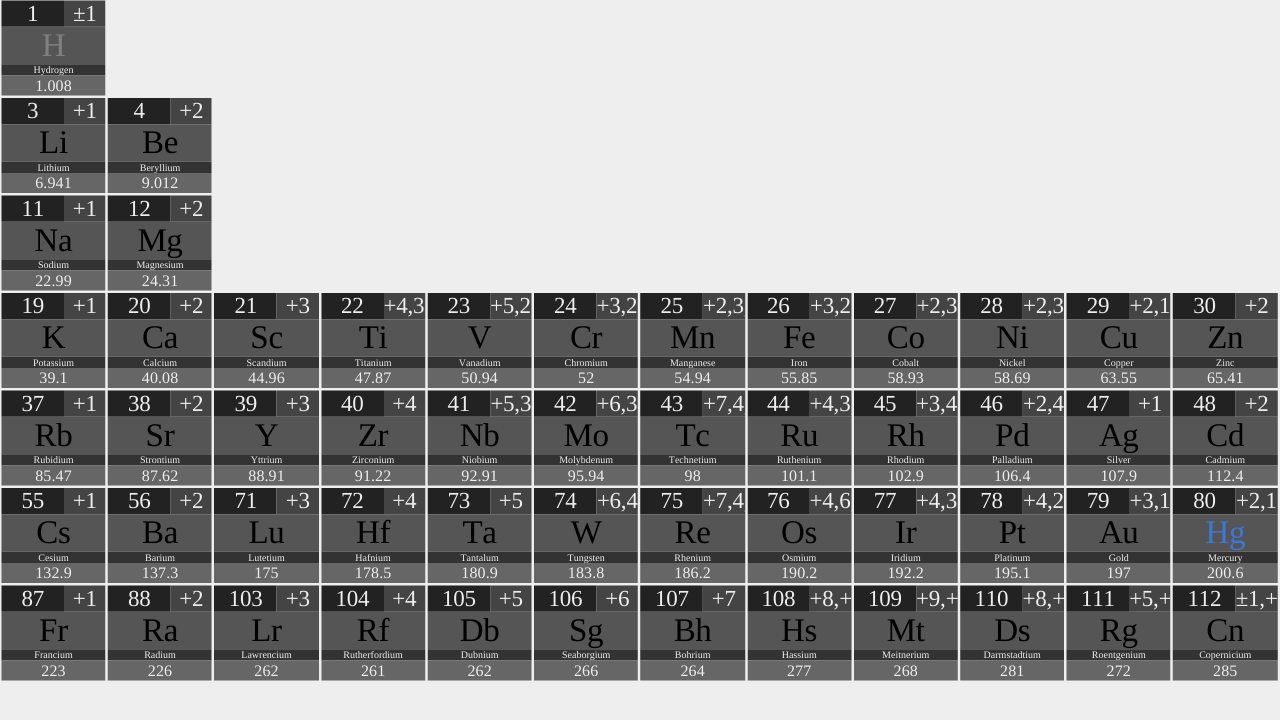 1 ±1
H
Hydrogen
1.008
3 +1 4 +2
Li Be
Lithium Beryllium
6.941 9.012
11 +1 12 +2
Na Mg
Sodium Magnesium
22.99 24.31
19 +1 20 +2 21 +3 22 +4,3 23 +5,2 24 +3,2 25 +2,3 26 +3,2 27 +2,3 28 +2,3 29 +2,1 30 +2
K Ca Sc Ti V Cr Mn Fe Co Ni Cu Zn
Potassium Calcium Scandium Titanium Vanadium Chromium Manganese Iron Cobalt Nickel Copper Zinc
39.1 40.08 44.96 47.87 50.94 52 54.94 55.85 58.93 58.69 63.55 65.41
37 +1 38 +2 39 +3 40 +4 41 +5,3 42 +6,3 43 +7,4 44 +4,3 45 +3,4 46 +2,4 47 +1 48 +2
Rb Sr Y Zr Nb Mo Tc Ru Rh Pd Ag Cd
Rubidium Strontium Yttrium Zirconium Niobium Molybdenum Technetium Ruthenium Rhodium Palladium Silver Cadmium
85.47 87.62 88.91 91.22 92.91 95.94 98 101.1 102.9 106.4 107.9 112.4
55 +1 56 +2 71 +3 72 +4 73 +5 74 +6,4 75 +7,4 76 +4,6 77 +4,3 78 +4,2 79 +3,1 80 +2,1
Cs Ba Lu Hf Ta W Re Os Ir Pt Au Hg
Cesium Barium Lutetium Hafnium Tantalum Tungsten Rhenium Osmium Iridium Platinum Gold Mercury
132.9 137.3 175 178.5 180.9 183.8 186.2 190.2 192.2 195.1 197 200.6
87 +1 88 +2 103 +3 104 +4 105 +5 106 +6 107 +7 108 +8,+ 109 +9,+ 110 +8,+ 111 +5,+ 112 ±1,+
Fr Ra Lr Rf Db Sg Bh Hs Mt Ds Rg Cn
Francium Radium Lawrencium Rutherfordium Dubnium Seaborgium Bohrium Hassium Meitnerium Darmstadtium Roentgenium Copernicium
223 226 262 261 262 266 264 277 268 281 272 285